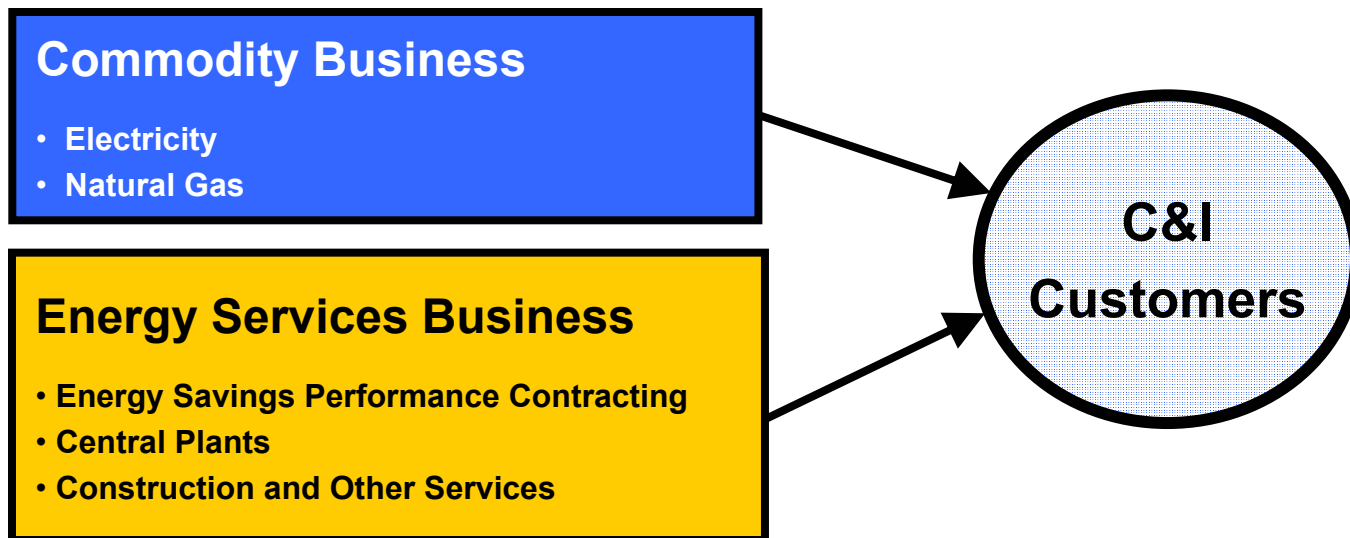 Commodity Business
• Electricity
• Natural Gas
Energy Services Business
• Energy Savings Performance Contracting
• Central Plants
• Construction and Other Services
C&I
Customers